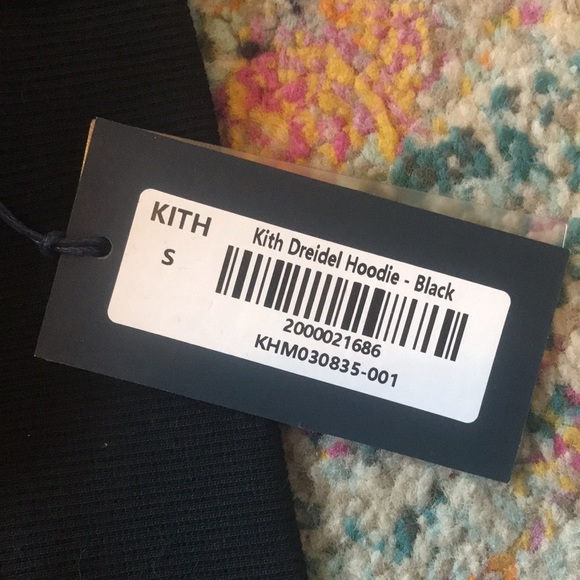 KITH
S
Kith Dreidel Hoodie - Black
2000021686
KHM030835-001